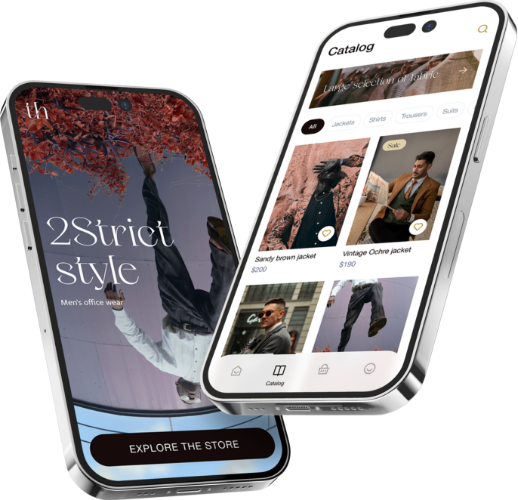 th
2Strict
style
Men's office wear
EXPLORE THE STORE
Catalog
Large selection of fabric
All
Jackets
Shirts
Trousers
Suits
Sale
Sandy brown jacket
$200
Vintage Ochre jacket
$190
Catalog